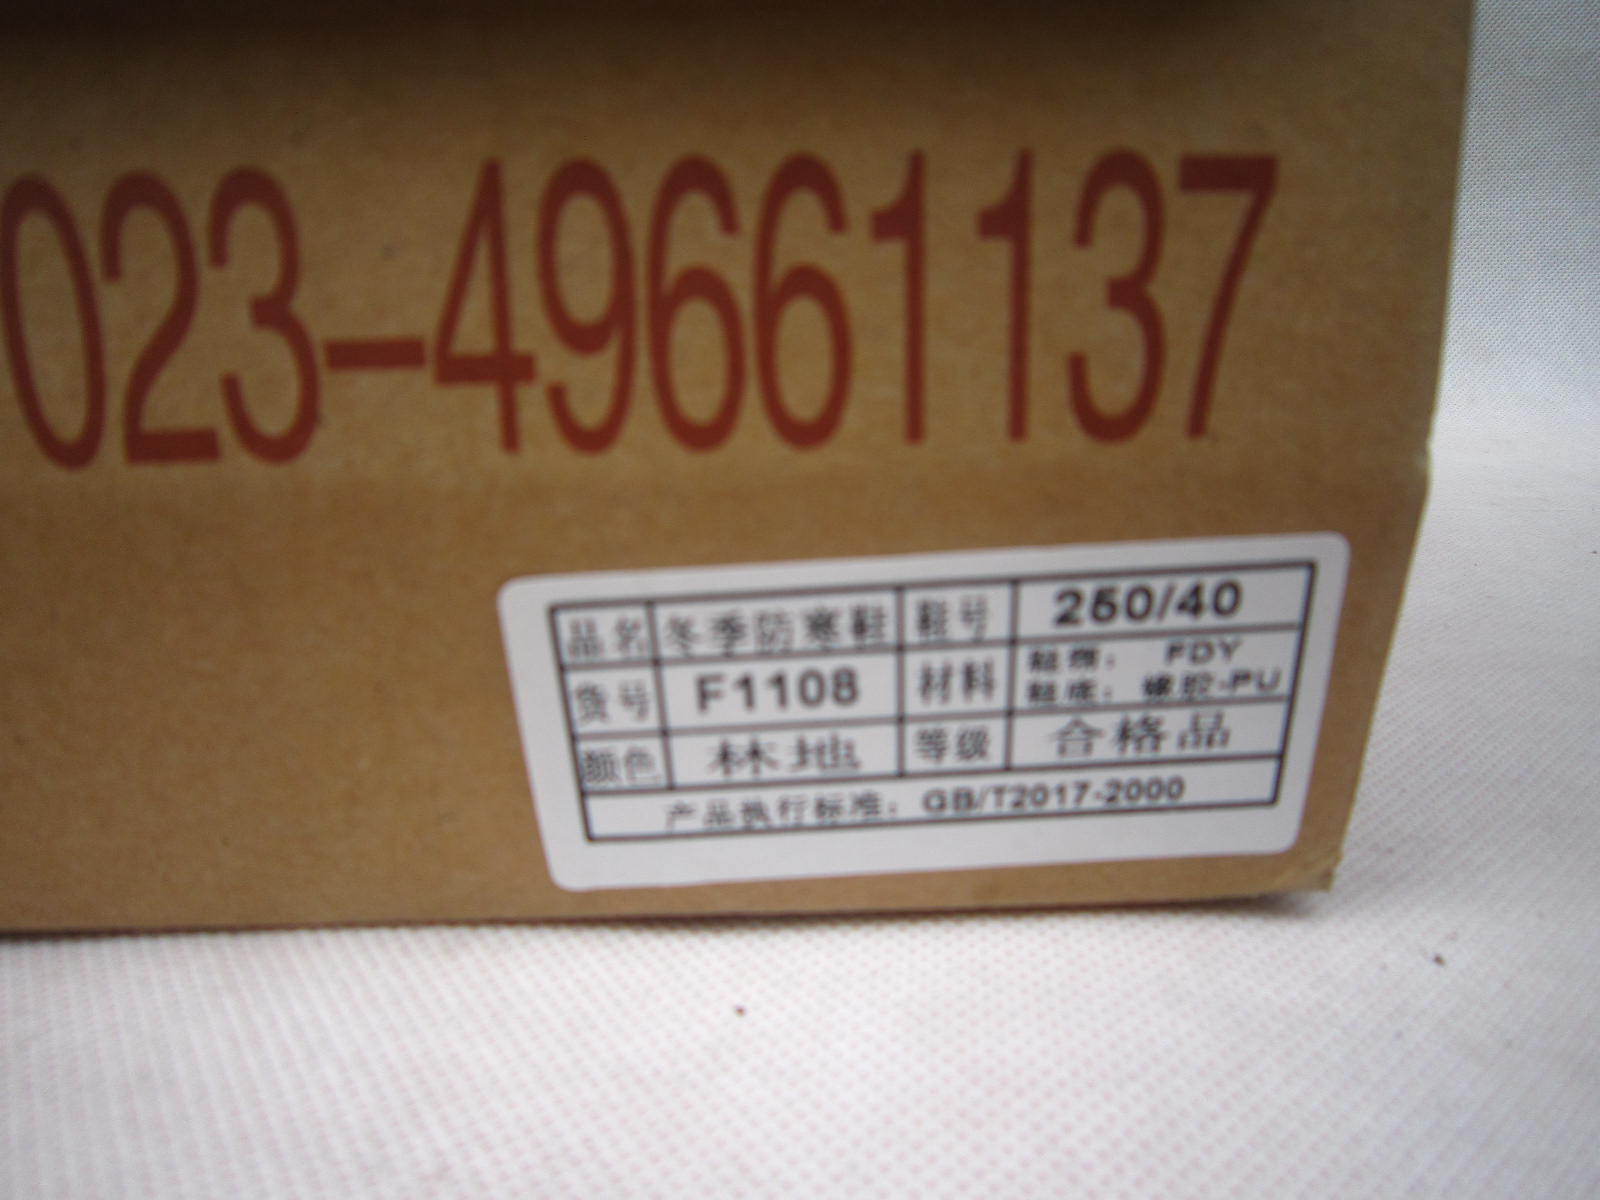 023-49661137
品名 冬季防寒鞋 鞋号 250/40
货号 F1108 材料 鞋面: FDY
鞋底: 橡胶-PU
颜色 林地 等级 合格品
产品执行标准: GB/T2017-2000